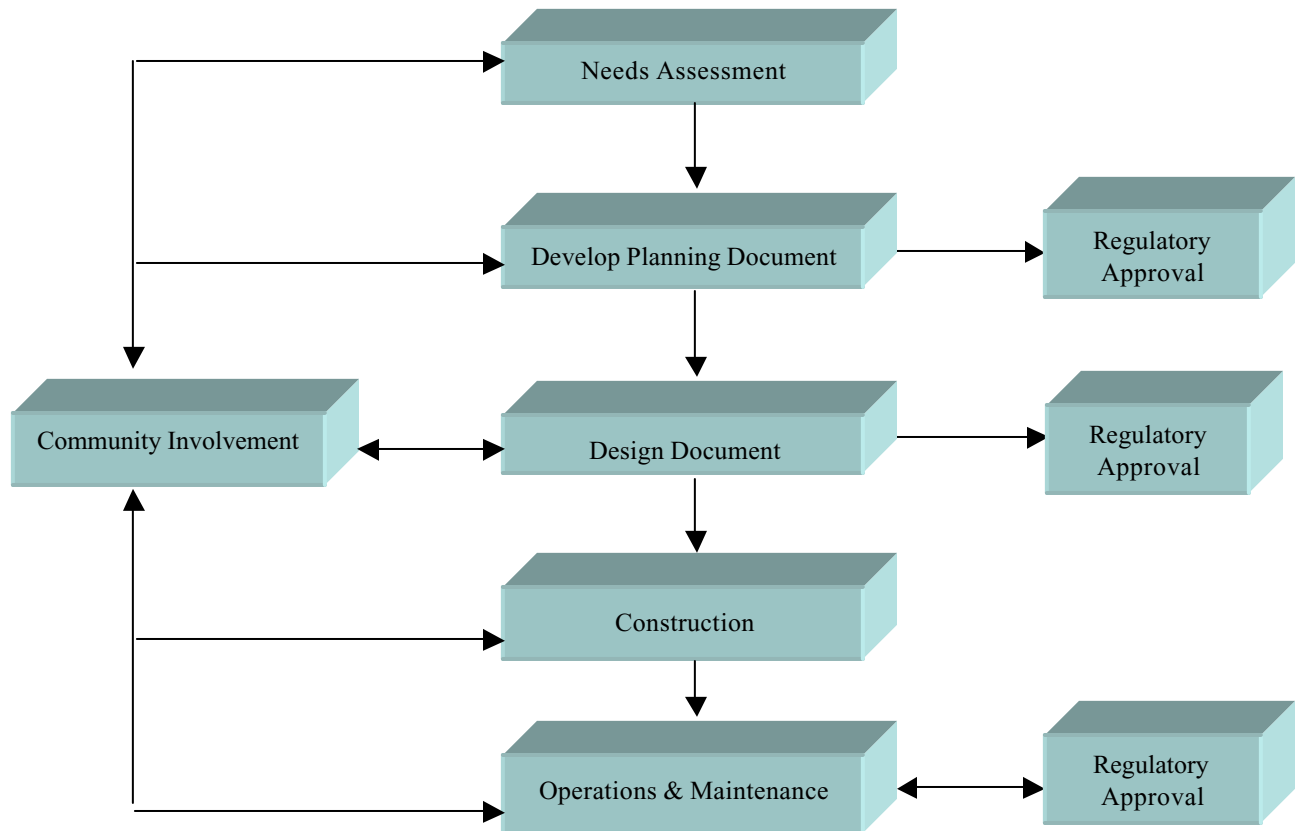 Needs Assessment
Develop Planning Document
Regulatory
Approval
Community Involvement
Design Document
Regulatory
Approval
Construction
Operations & Maintenance
Regulatory
Approval